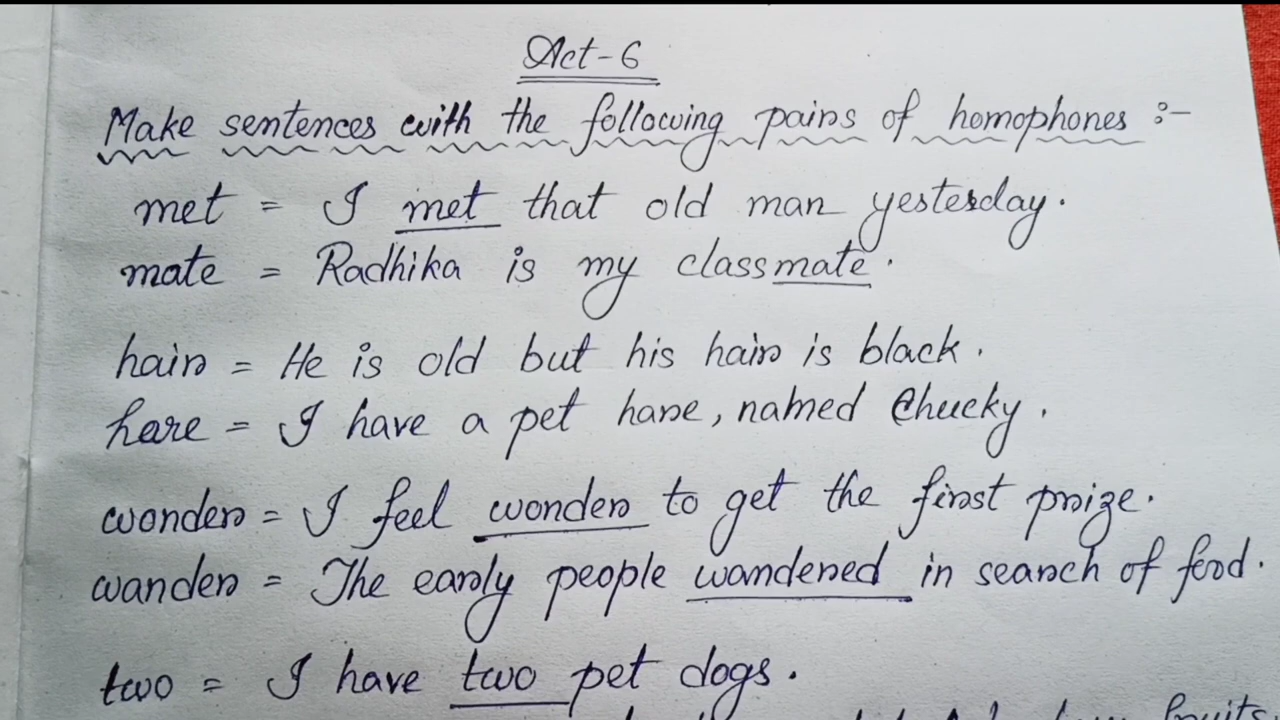 Act-6
Make sentences with the following pairs of homophones :-
met = I met that old man yesterday.
mate = Radhika is my classmate.
hair = He is old but his hair is black.
hare = I have a pet hare, named Chucky.
wonder = I feel wonder to get the first prize.
wander = The early people wandered in search of food.
two = I have two pet dogs.
fruits